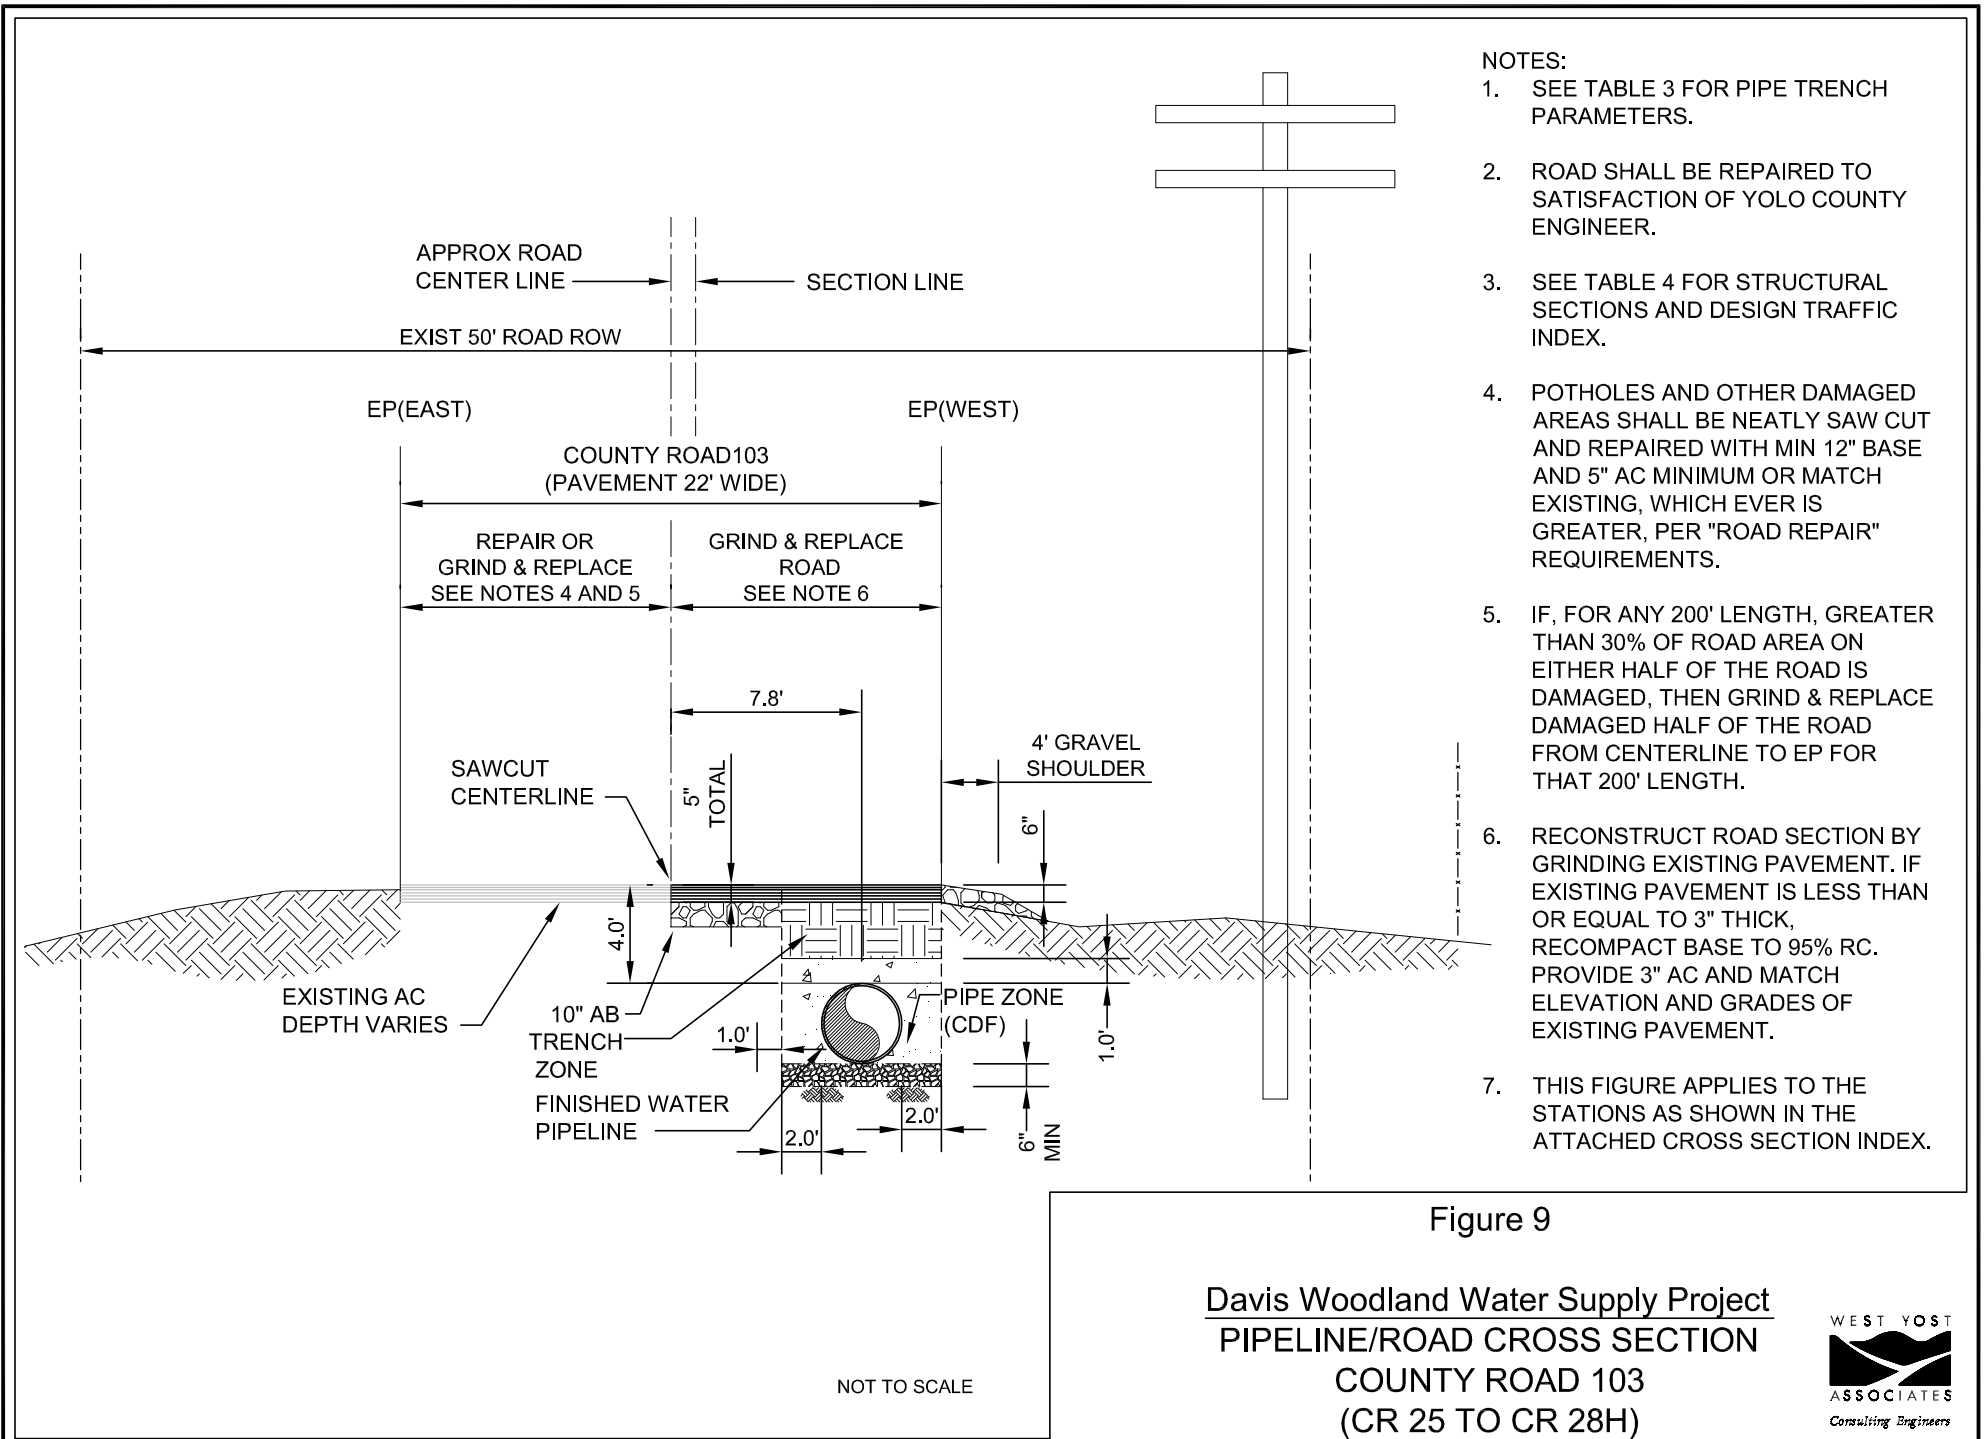 NOTES:
1. SEE TABLE 3 FOR PIPE TRENCH
PARAMETERS.
2. ROAD SHALL BE REPAIRED TO
SATISFACTION OF YOLO COUNTY
ENGINEER.
3. SEE TABLE 4 FOR STRUCTURAL
SECTIONS AND DESIGN TRAFFIC
INDEX.
4. POTHOLES AND OTHER DAMAGED
AREAS SHALL BE NEATLY SAW CUT
AND REPAIRED WITH MIN 12" BASE
AND 5" AC MINIMUM OR MATCH
EXISTING, WHICH EVER IS
GREATER, PER "ROAD REPAIR"
REQUIREMENTS.
5. IF, FOR ANY 200' LENGTH, GREATER
THAN 30% OF ROAD AREA ON
EITHER HALF OF THE ROAD IS
DAMAGED, THEN GRIND & REPLACE
DAMAGED HALF OF THE ROAD
FROM CENTERLINE TO EP FOR
THAT 200' LENGTH.
6. RECONSTRUCT ROAD SECTION BY
GRINDING EXISTING PAVEMENT. IF
EXISTING PAVEMENT IS LESS THAN
OR EQUAL TO 3" THICK,
RECOMPACT BASE TO 95% RC.
PROVIDE 3" AC AND MATCH
ELEVATION AND GRADES OF
EXISTING PAVEMENT.
7. THIS FIGURE APPLIES TO THE
STATIONS AS SHOWN IN THE
ATTACHED CROSS SECTION INDEX.
APPROX ROAD
CENTER LINE
SECTION LINE
EXIST 50' ROAD ROW
EP(EAST)
EP(WEST)
COUNTY ROAD103
(PAVEMENT 22' WIDE)
REPAIR OR
GRIND & REPLACE
SEE NOTES 4 AND 5
GRIND & REPLACE
ROAD
SEE NOTE 6
7.8'
4' GRAVEL
SHOULDER
SAWCUT
CENTERLINE
5"
TOTAL
6"
4.0'
EXISTING AC
DEPTH VARIES
10" AB
TRENCH
ZONE
1.0'
PIPE ZONE
(CDF)
1.0'
FINISHED WATER
PIPELINE
2.0'
2.0'
6"
MIN
NOT TO SCALE
Figure 9
Davis Woodland Water Supply Project
PIPELINE/ROAD CROSS SECTION
COUNTY ROAD 103
(CR 25 TO CR 28H)
WEST YOST
ASSOCIATES
Consulting Engineers